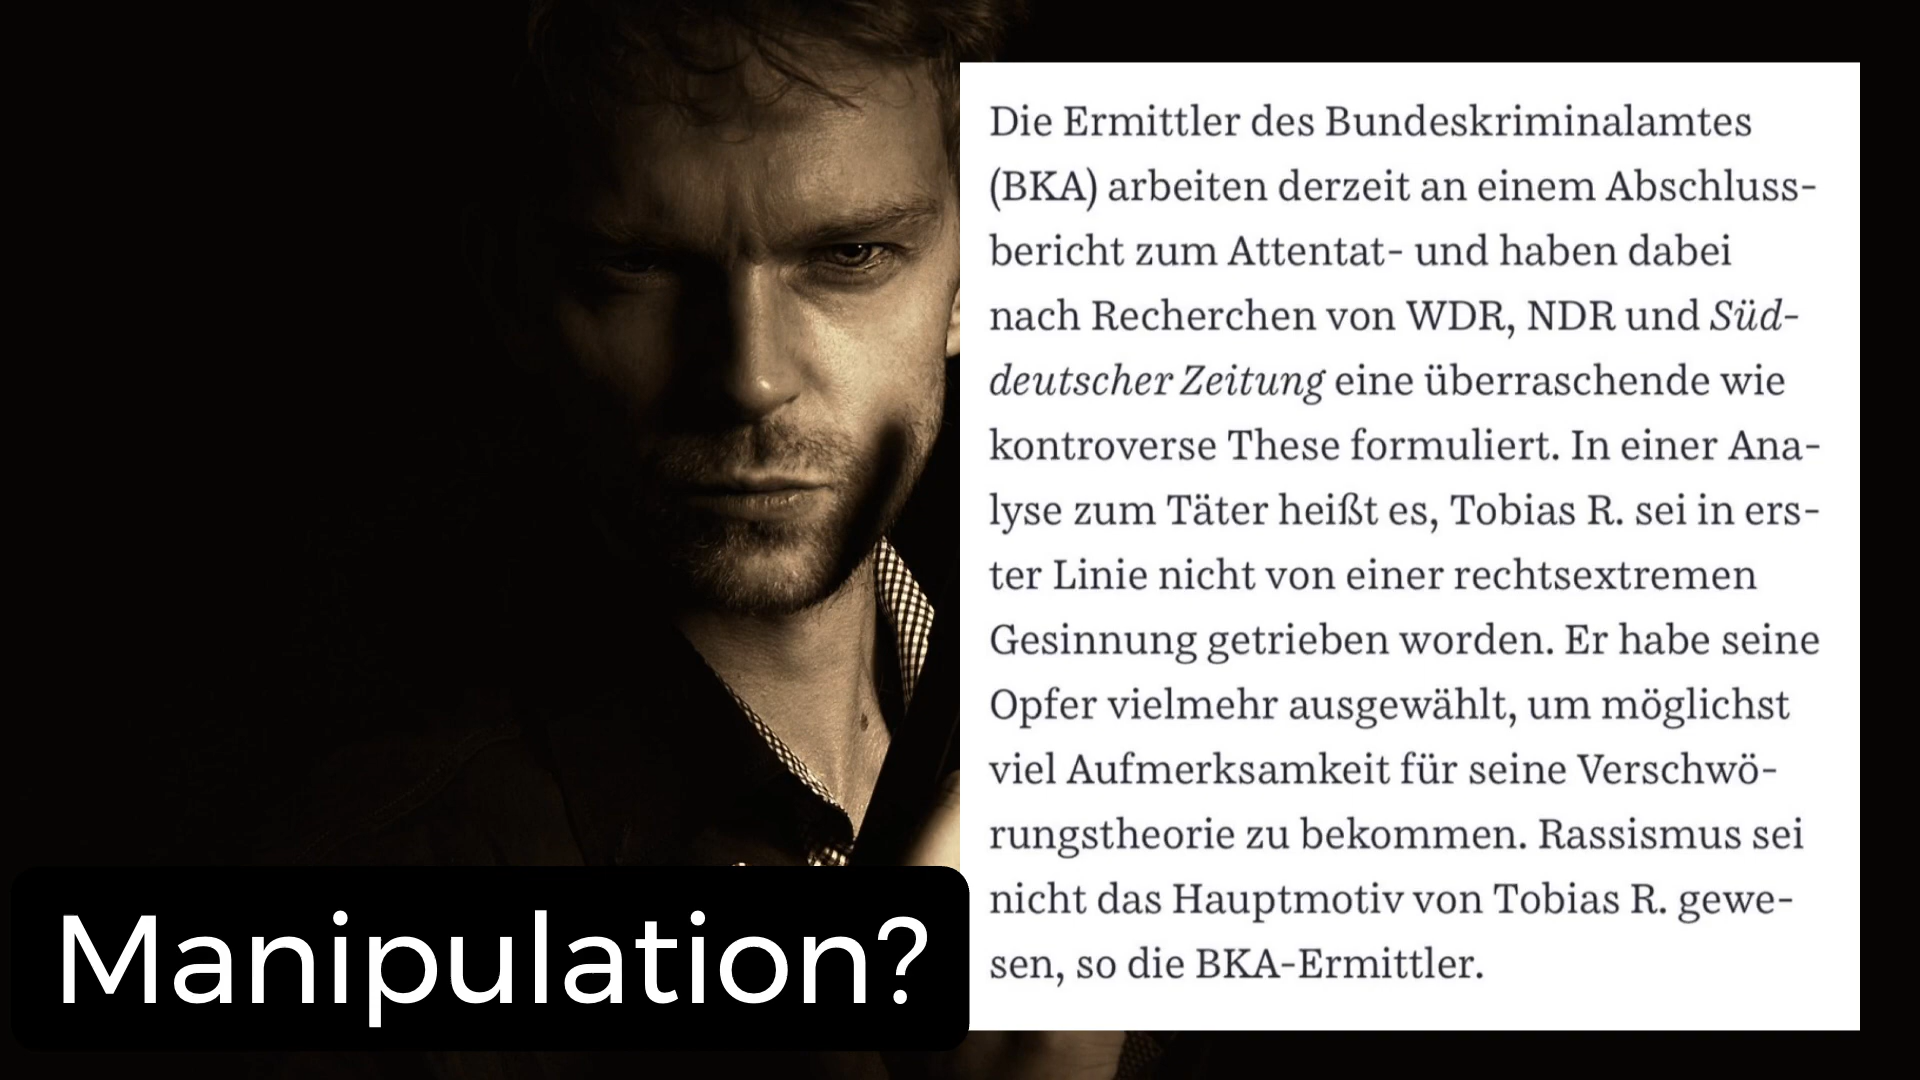 Die Ermittler des Bundeskriminalamtes
(BKA) arbeiten derzeit an einem Abschluss-
bericht zum Attentat- und haben dabei
nach Recherchen von WDR, NDR und Süd-
deutscher Zeitung eine überraschende wie
kontroverse These formuliert. In einer Ana-
lyse zum Täter heißt es, Tobias R. sei in ers-
ter Linie nicht von einer rechtsextremen
Gesinnung getrieben worden. Er habe seine
Opfer vielmehr ausgewählt, um möglichst
viel Aufmerksamkeit für seine Verschwö-
rungstheorie zu bekommen. Rassismus sei
nicht das Hauptmotiv von Tobias R. gewe-
sen, so die BKA-Ermittler.
Manipulation?